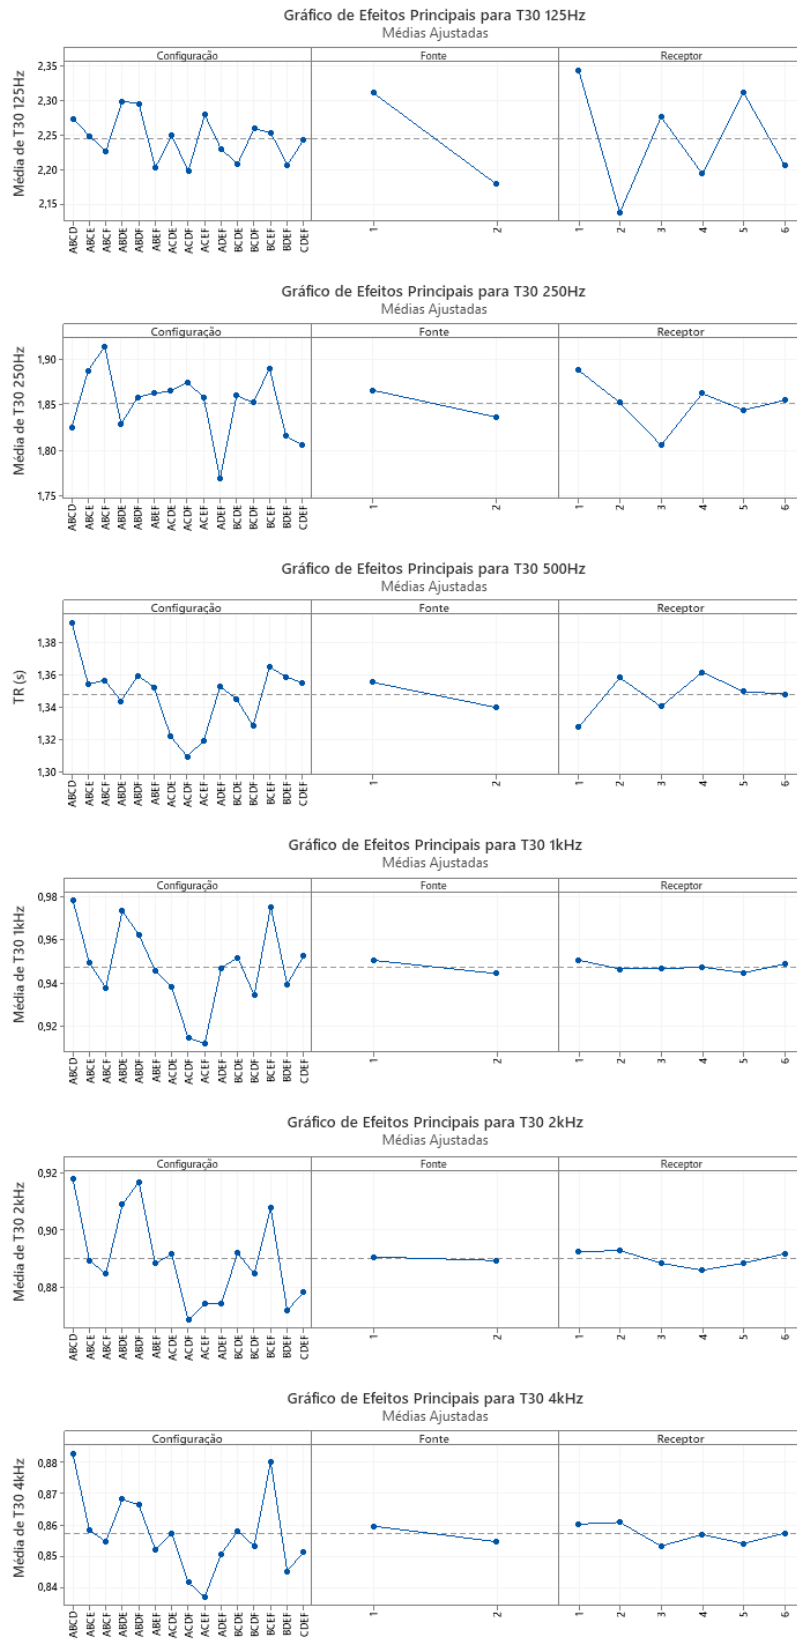 Gráfico de Efeitos Principais para T30 125Hz
Médias Ajustadas
Configuração Fonte Receptor
Média de T30 125Hz
2,35
2,30
2,25
2,20
2,15
ABCD ABCE ABCF ABDE ABDF ABEF ACDE ACDF ACEF ADEF BCDE BCDF BCEF BDEF CDEF 1 2 1 2 3 4 5 6
Gráfico de Efeitos Principais para T30 250Hz
Médias Ajustadas
Configuração Fonte Receptor
Média de T30 250Hz
1,90
1,85
1,80
1,75
ABCD ABCE ABCF ABDE ABDF ABEF ACDE ACDF ACEF ADEF BCDE BCDF BCEF BDEF CDEF 1 2 1 2 3 4 5 6
Gráfico de Efeitos Principais para T30 500Hz
Médias Ajustadas
Configuração Fonte Receptor
TR (s)
1,38
1,36
1,34
1,32
1,30
ABCD ABCE ABCF ABDE ABDF ABEF ACDE ACDF ACEF ADEF BCDE BCDF BCEF BDEF CDEF 1 2 1 2 3 4 5 6
Gráfico de Efeitos Principais para T30 1kHz
Médias Ajustadas
Configuração Fonte Receptor
Média de T30 1kHz
0,98
0,96
0,94
0,92
ABCD ABCE ABCF ABDE ABDF ABEF ACDE ACDF ACEF ADEF BCDE BCDF BCEF BDEF CDEF 1 2 1 2 3 4 5 6
Gráfico de Efeitos Principais para T30 2kHz
Médias Ajustadas
Configuração Fonte Receptor
Média de T30 2kHz
0,92
0,90
0,88
ABCD ABCE ABCF ABDE ABDF ABEF ACDE ACDF ACEF ADEF BCDE BCDF BCEF BDEF CDEF 1 2 1 2 3 4 5 6
Gráfico de Efeitos Principais para T30 4kHz
Médias Ajustadas
Configuração Fonte Receptor
Média de T30 4kHz
0,88
0,87
0,86
0,85
0,84
ABCD ABCE ABCF ABDE ABDF ABEF ACDE ACDF ACEF ADEF BCDE BCDF BCEF BDEF CDEF 1 2 1 2 3 4 5 6